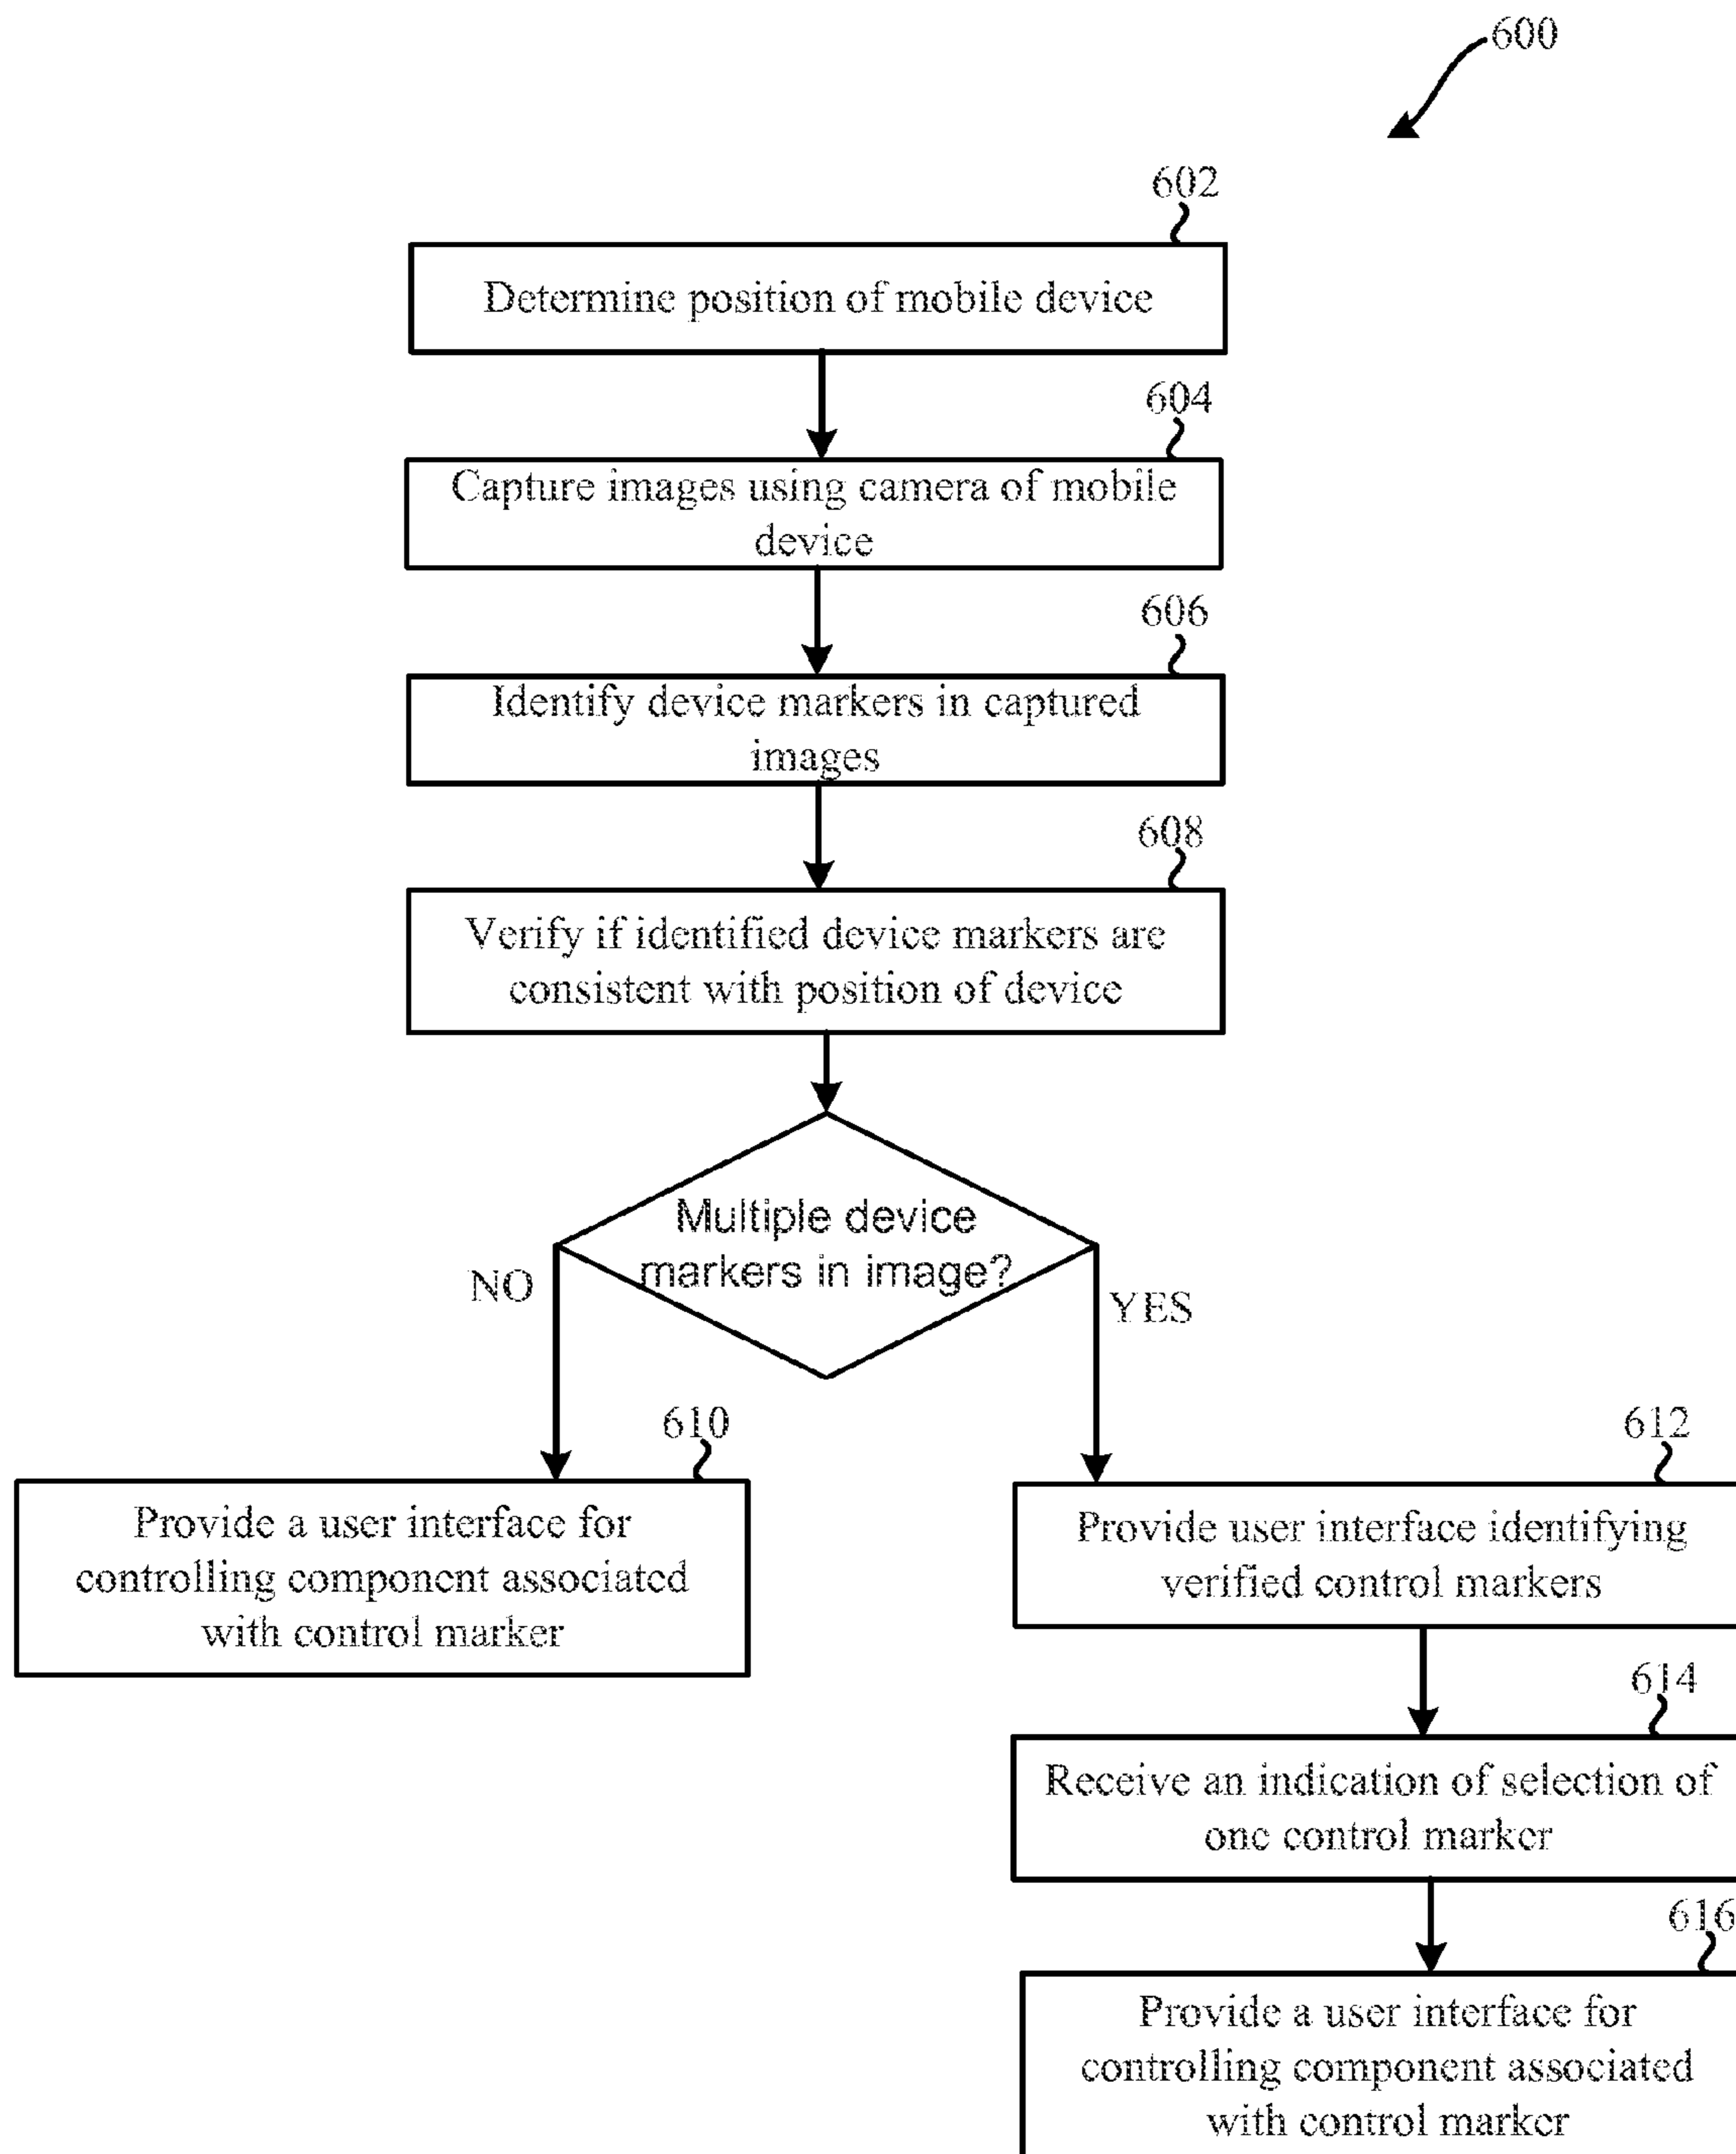 600
602
Determine position of mobile device
604
Capture images using camera of mobile
device
606
Identify device markers in captured
images
608
Verify if identified device markers are
consistent with position of device
Multiple device
markers in image?
NO
YES
610
Provide a user interface for
controlling component associated
with control marker
612
Provide user interface identifying
verified control markers
614
Receive an indication of selection of
one control marker
616
Provide a user interface for
controlling component associated
with control marker